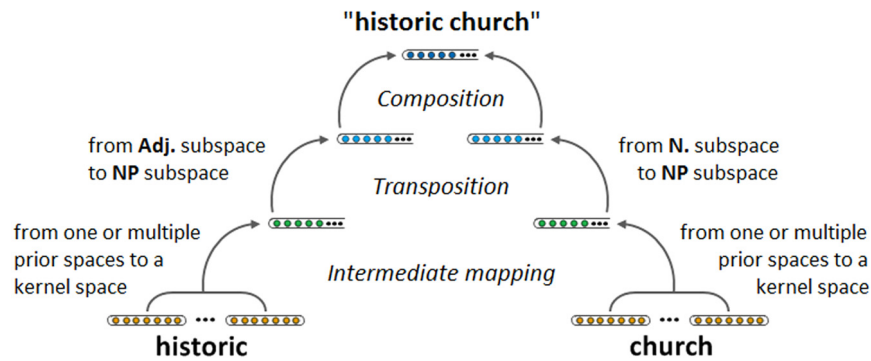 "historic church"
Composition
from Adj. subspace
to NP subspace
from N. subspace
to NP subspace
Transposition
from one or multiple
prior spaces to a
kernel space
from one or multiple
prior spaces to a
kernel space
Intermediate mapping
historic
church